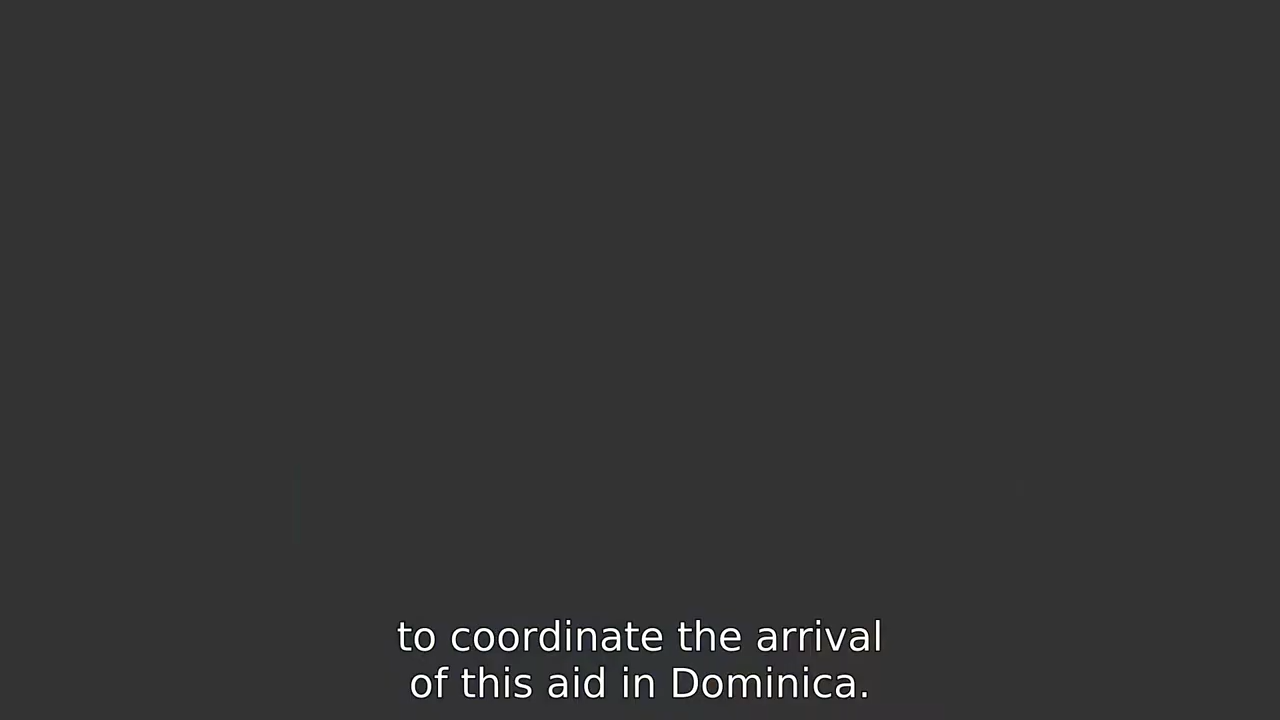 to coordinate the arrival
of this aid in Dominica.